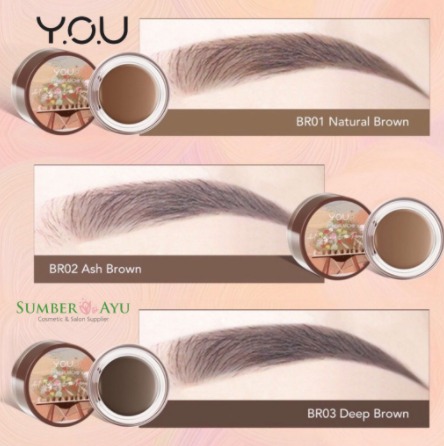 Y.O.U
Y.O.U
BR01 Natural Brown
Y.O.U
BR02 Ash Brown
SUMBER AYU
Cosmetic & Salon Supplier
Y.O.U
BR03 Deep Brown